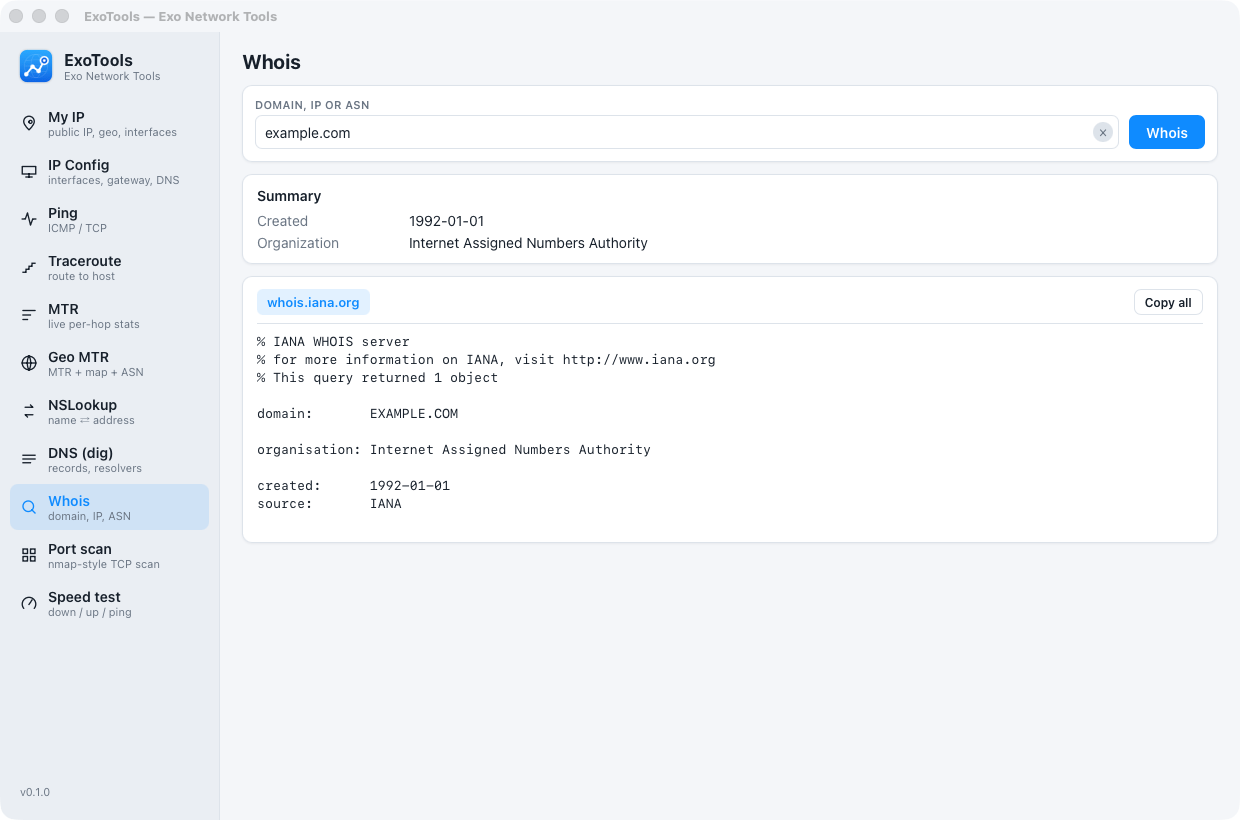 ExoTools — Exo Network Tools
ExoTools
Exo Network Tools
My IP
public IP, geo, interfaces
IP Config
interfaces, gateway, DNS
Ping
ICMP / TCP
Traceroute
route to host
MTR
live per-hop stats
Geo MTR
MTR + map + ASN
NSLookup
name ⇄ address
DNS (dig)
records, resolvers
Whois
domain, IP, ASN
Port scan
nmap-style TCP scan
Speed test
down / up / ping
v0.1.0
Whois
DOMAIN, IP OR ASN
example.com
Whois
Summary
Created 1992-01-01
Organization Internet Assigned Numbers Authority
whois.iana.org Copy all
% IANA WHOIS server
% for more information on IANA, visit http://www.iana.org
% This query returned 1 object
domain:       EXAMPLE.COM
organisation: Internet Assigned Numbers Authority
created:      1992-01-01
source:       IANA